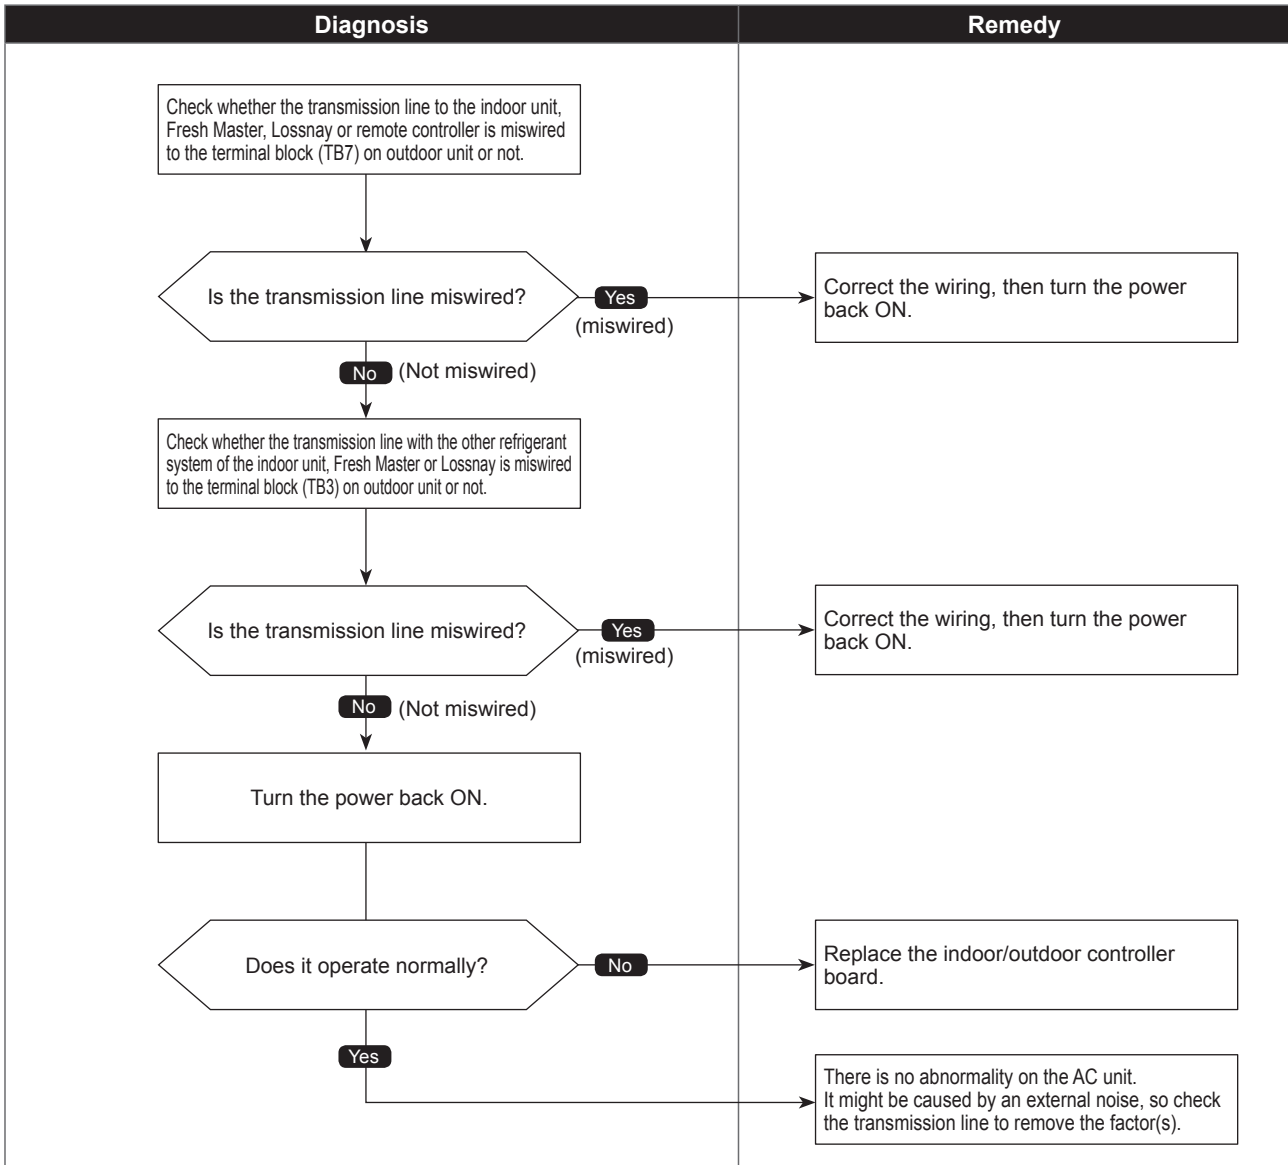 Diagnosis
Remedy
Check whether the transmission line to the indoor unit,
Fresh Master, Lossnay or remote controller is miswired
to the terminal block (TB7) on outdoor unit or not.
Is the transmission line miswired?
Yes
(miswired)
Correct the wiring, then turn the power
back ON.
No (Not miswired)
Check whether the transmission line with the other refrigerant
system of the indoor unit, Fresh Master or Lossnay is miswired
to the terminal block (TB3) on outdoor unit or not.
Is the transmission line miswired?
Yes
(miswired)
Correct the wiring, then turn the power
back ON.
No (Not miswired)
Turn the power back ON.
Does it operate normally?
No
Replace the indoor/outdoor controller
board.
Yes
There is no abnormality on the AC unit.
It might be caused by an external noise, so check
the transmission line to remove the factor(s).